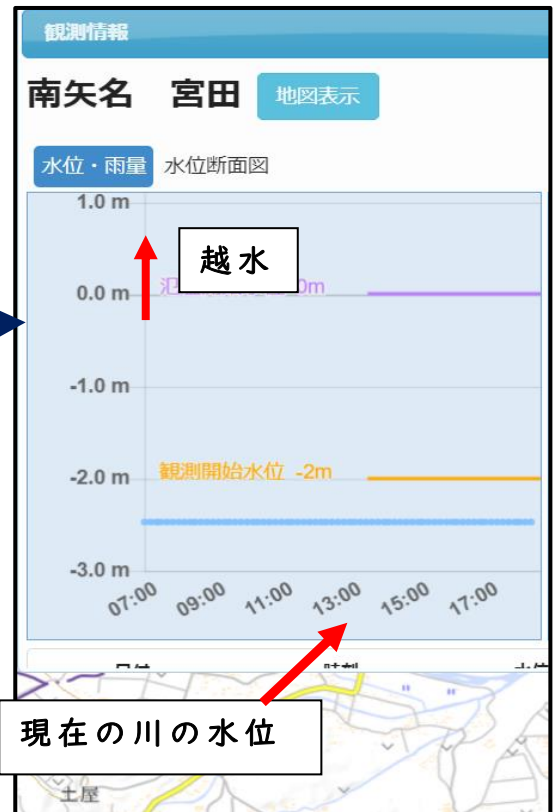 観測情報
南矢名　宮田 地図表示
水位・雨量 水位断面図
1.0 m
越水
0.0 m
-1.0 m
観測開始水位 -2m
-2.0 m
-3.0 m
07:00 09:00 11:00 13:00 15:00 17:00
現在の川の水位
土屋